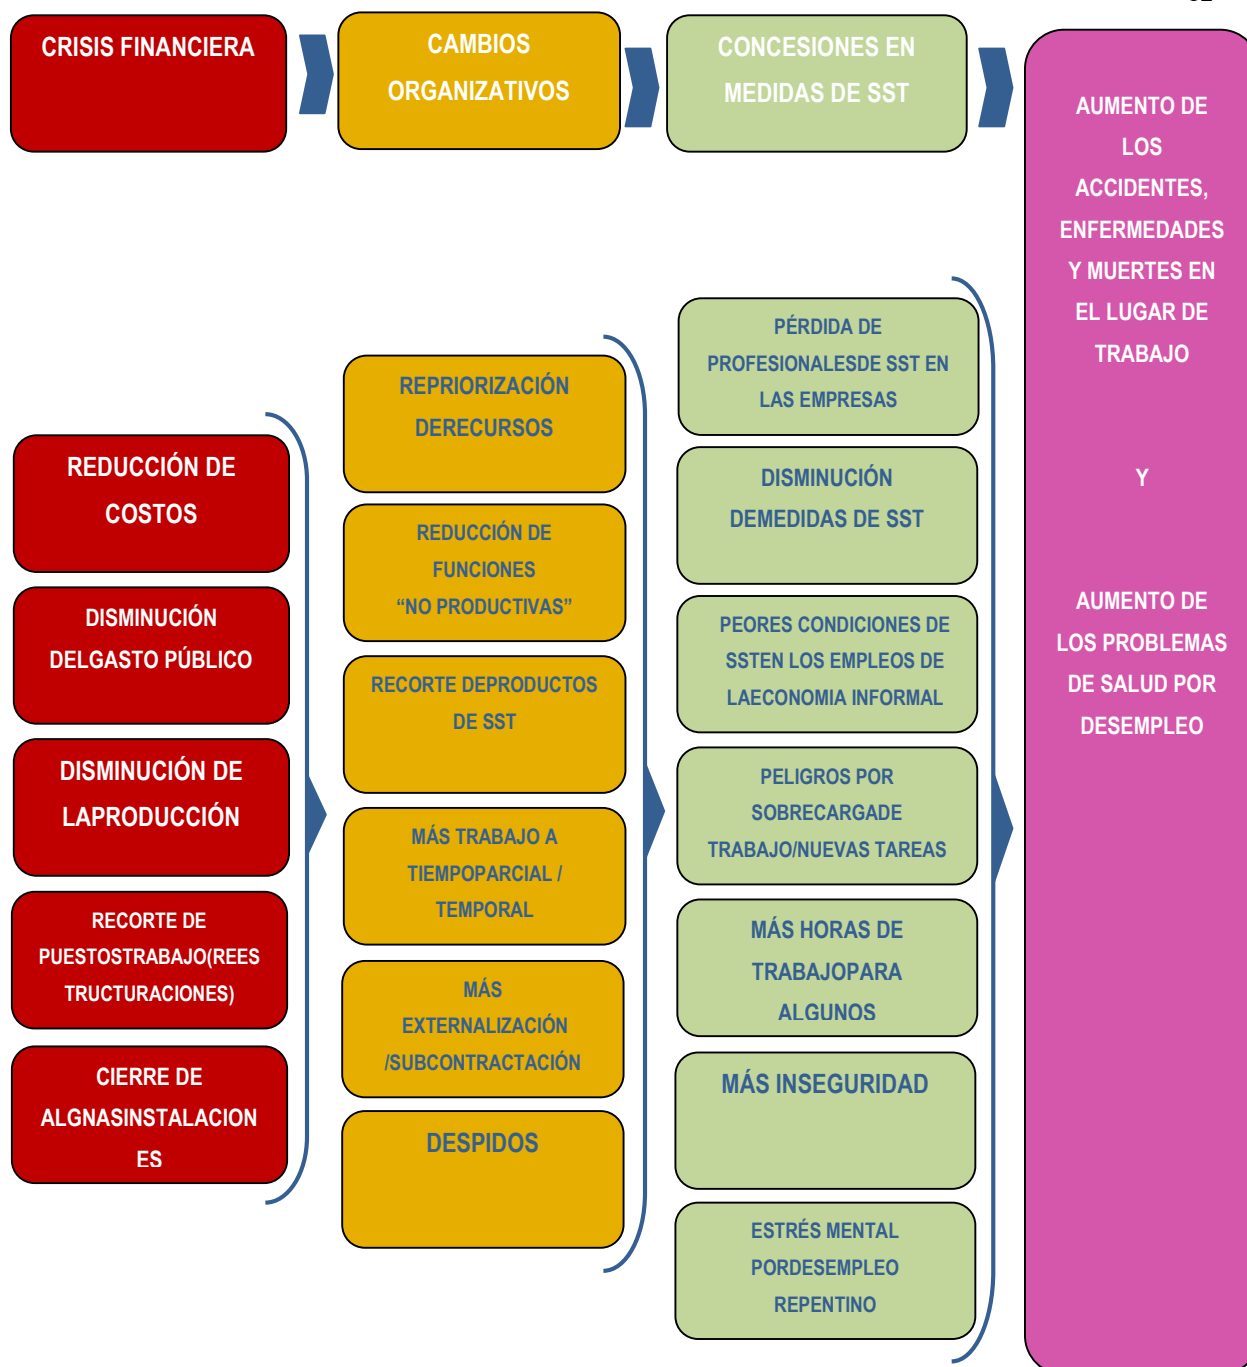 CRISIS FINANCIERA
CAMBIOS
ORGANIZATIVOS
CONCESIONES EN
MEDIDAS DE SST
AUMENTO DE
LOS
ACCIDENTES,
ENFERMEDADES
Y MUERTES EN
EL LUGAR DE
TRABAJO
Y
AUMENTO DE
LOS PROBLEMAS
DE SALUD POR
DESEMPLEO
REDUCCIÓN DE
COSTOS
DISMINUCIÓN
DELGASTO PÚBLICO
DISMINUCIÓN DE
LAPRODUCCIÓN
RECORTE DE
PUESTOSTRABAJO(REES
TRUCTURACIONES)
CIERRE DE
ALGNASINSTALACION
ES
REPRIORIZACIÓN
DERECURSOS
REDUCCIÓN DE
FUNCIONES
“NO PRODUCTIVAS”
RECORTE DEPRODUCTOS
DE SST
MÁS TRABAJO A
TIEMPOPARCIAL /
TEMPORAL
MÁS
EXTERNALIZACIÓN
/SUBCONTRACTACIÓN
DESPIDOS
PÉRDIDA DE
PROFESIONALESDE SST EN
LAS EMPRESAS
DISMINUCIÓN
DEMEDIDAS DE SST
PEORES CONDICIONES DE
SSTEN LOS EMPLEOS DE
LAECONOMIA INFORMAL
PELIGROS POR
SOBRECARGADE
TRABAJO/NUEVAS TAREAS
MÁS HORAS DE
TRABAJOPARA
ALGUNOS
MÁS INSEGURIDAD
ESTRÉS MENTAL
PORDESEMPLEO
REPENTINO